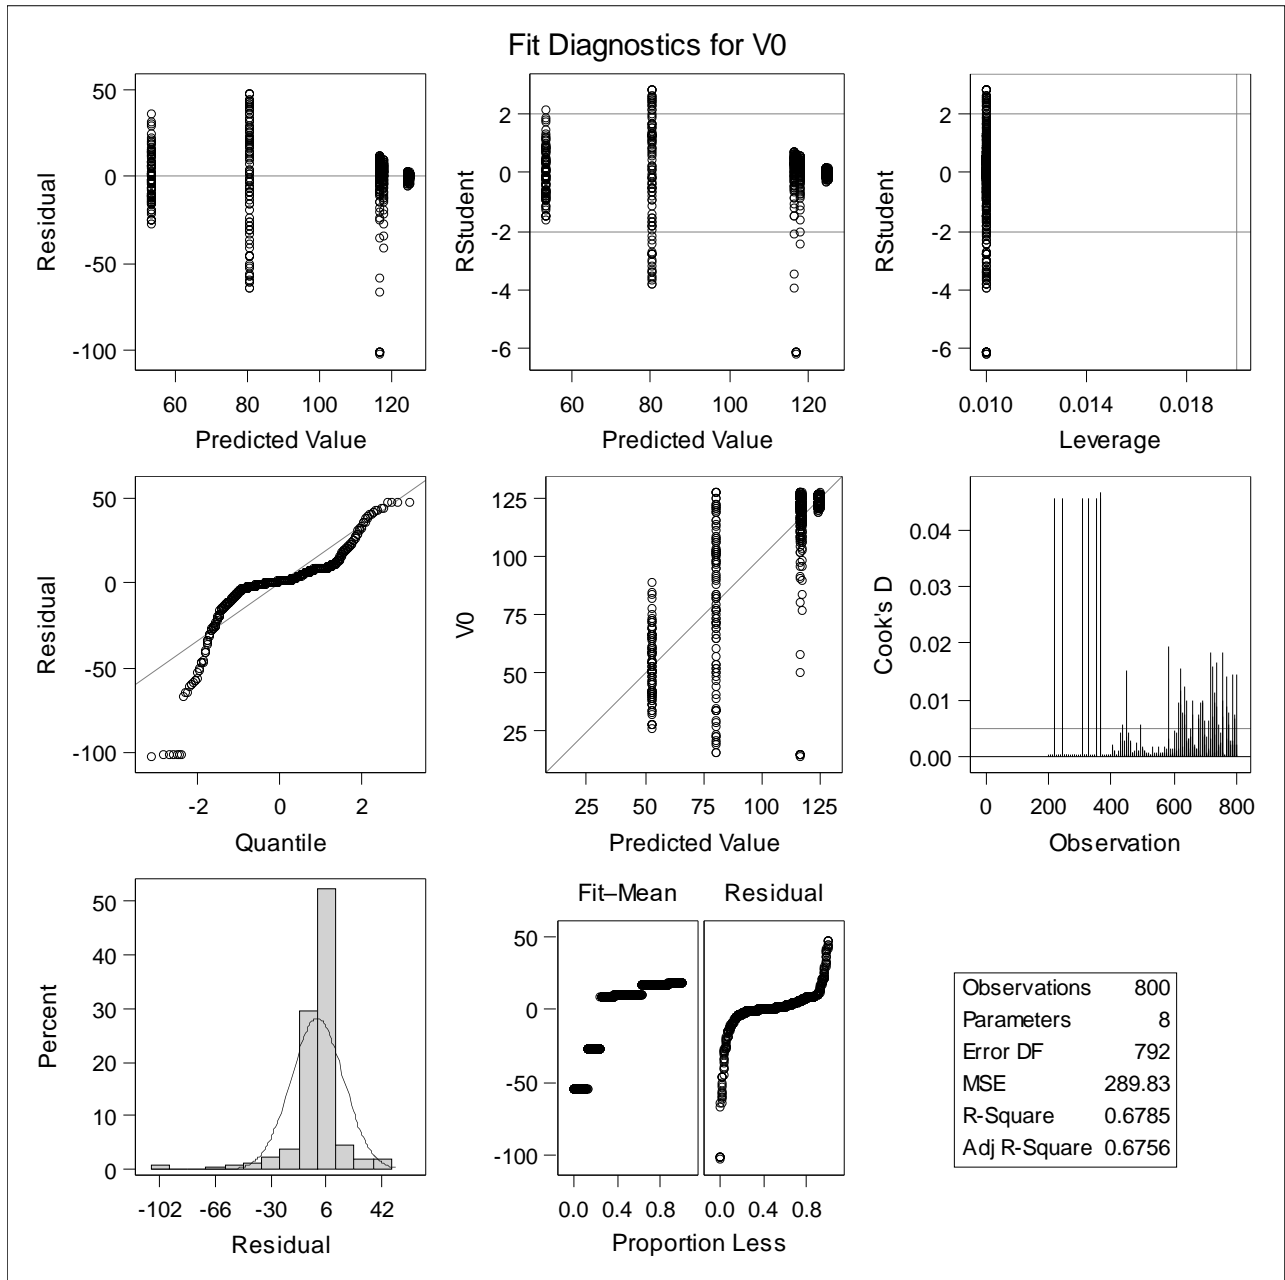 Fit Diagnostics for V0
50
0
-50
-100
Residual
60 80 100 120
Predicted Value
2
0
-2
-4
-6
RStudent
60 80 100 120
Predicted Value
2
0
-2
-4
-6
RStudent
0.010 0.014 0.018
Leverage
50
0
-50
-100
Residual
-2 0 2
Quantile
125
100
75
50
25
V0
25 50 75 100 125
Predicted Value
0.04
0.03
0.02
0.01
0.00
Cook's D
0 200 400 600 800
Observation
50
40
30
20
10
0
Percent
-102 -66 -30 6 42
Residual
Fit–Mean Residual
50
0
-50
-100
0.0 0.4 0.8 0.0 0.4 0.8
Proportion Less
Observations 800
Parameters 8
Error DF 792
MSE 289.83
R-Square 0.6785
Adj R-Square 0.6756